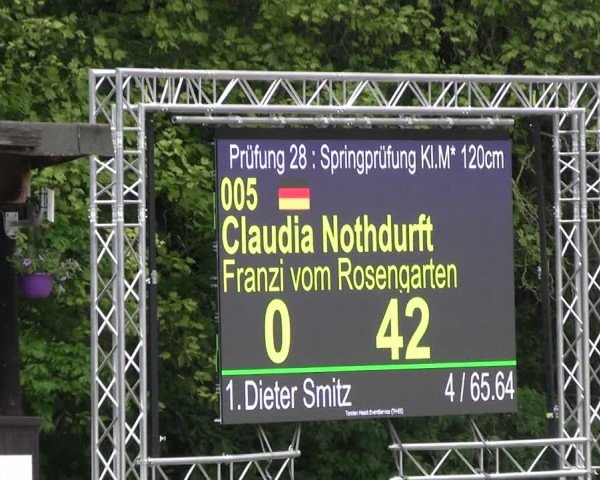 Prüfung 28 : Springprüfung Kl.M* 120cm
005
Claudia Nothdurft
Franzi vom Rosengarten
0 42
1. Dieter Smitz 4 / 65.64